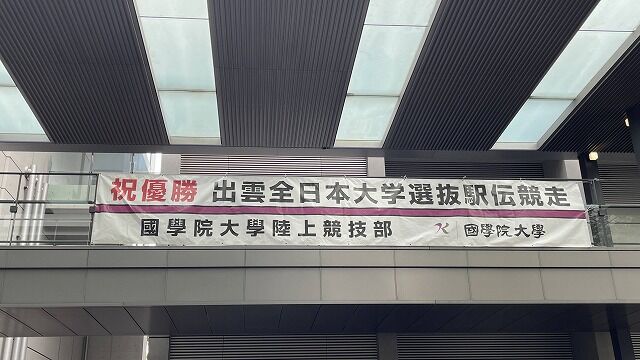 祝優勝 出雲全日本大学選抜駅伝競走
國學院大學陸上競技部 國學院大學